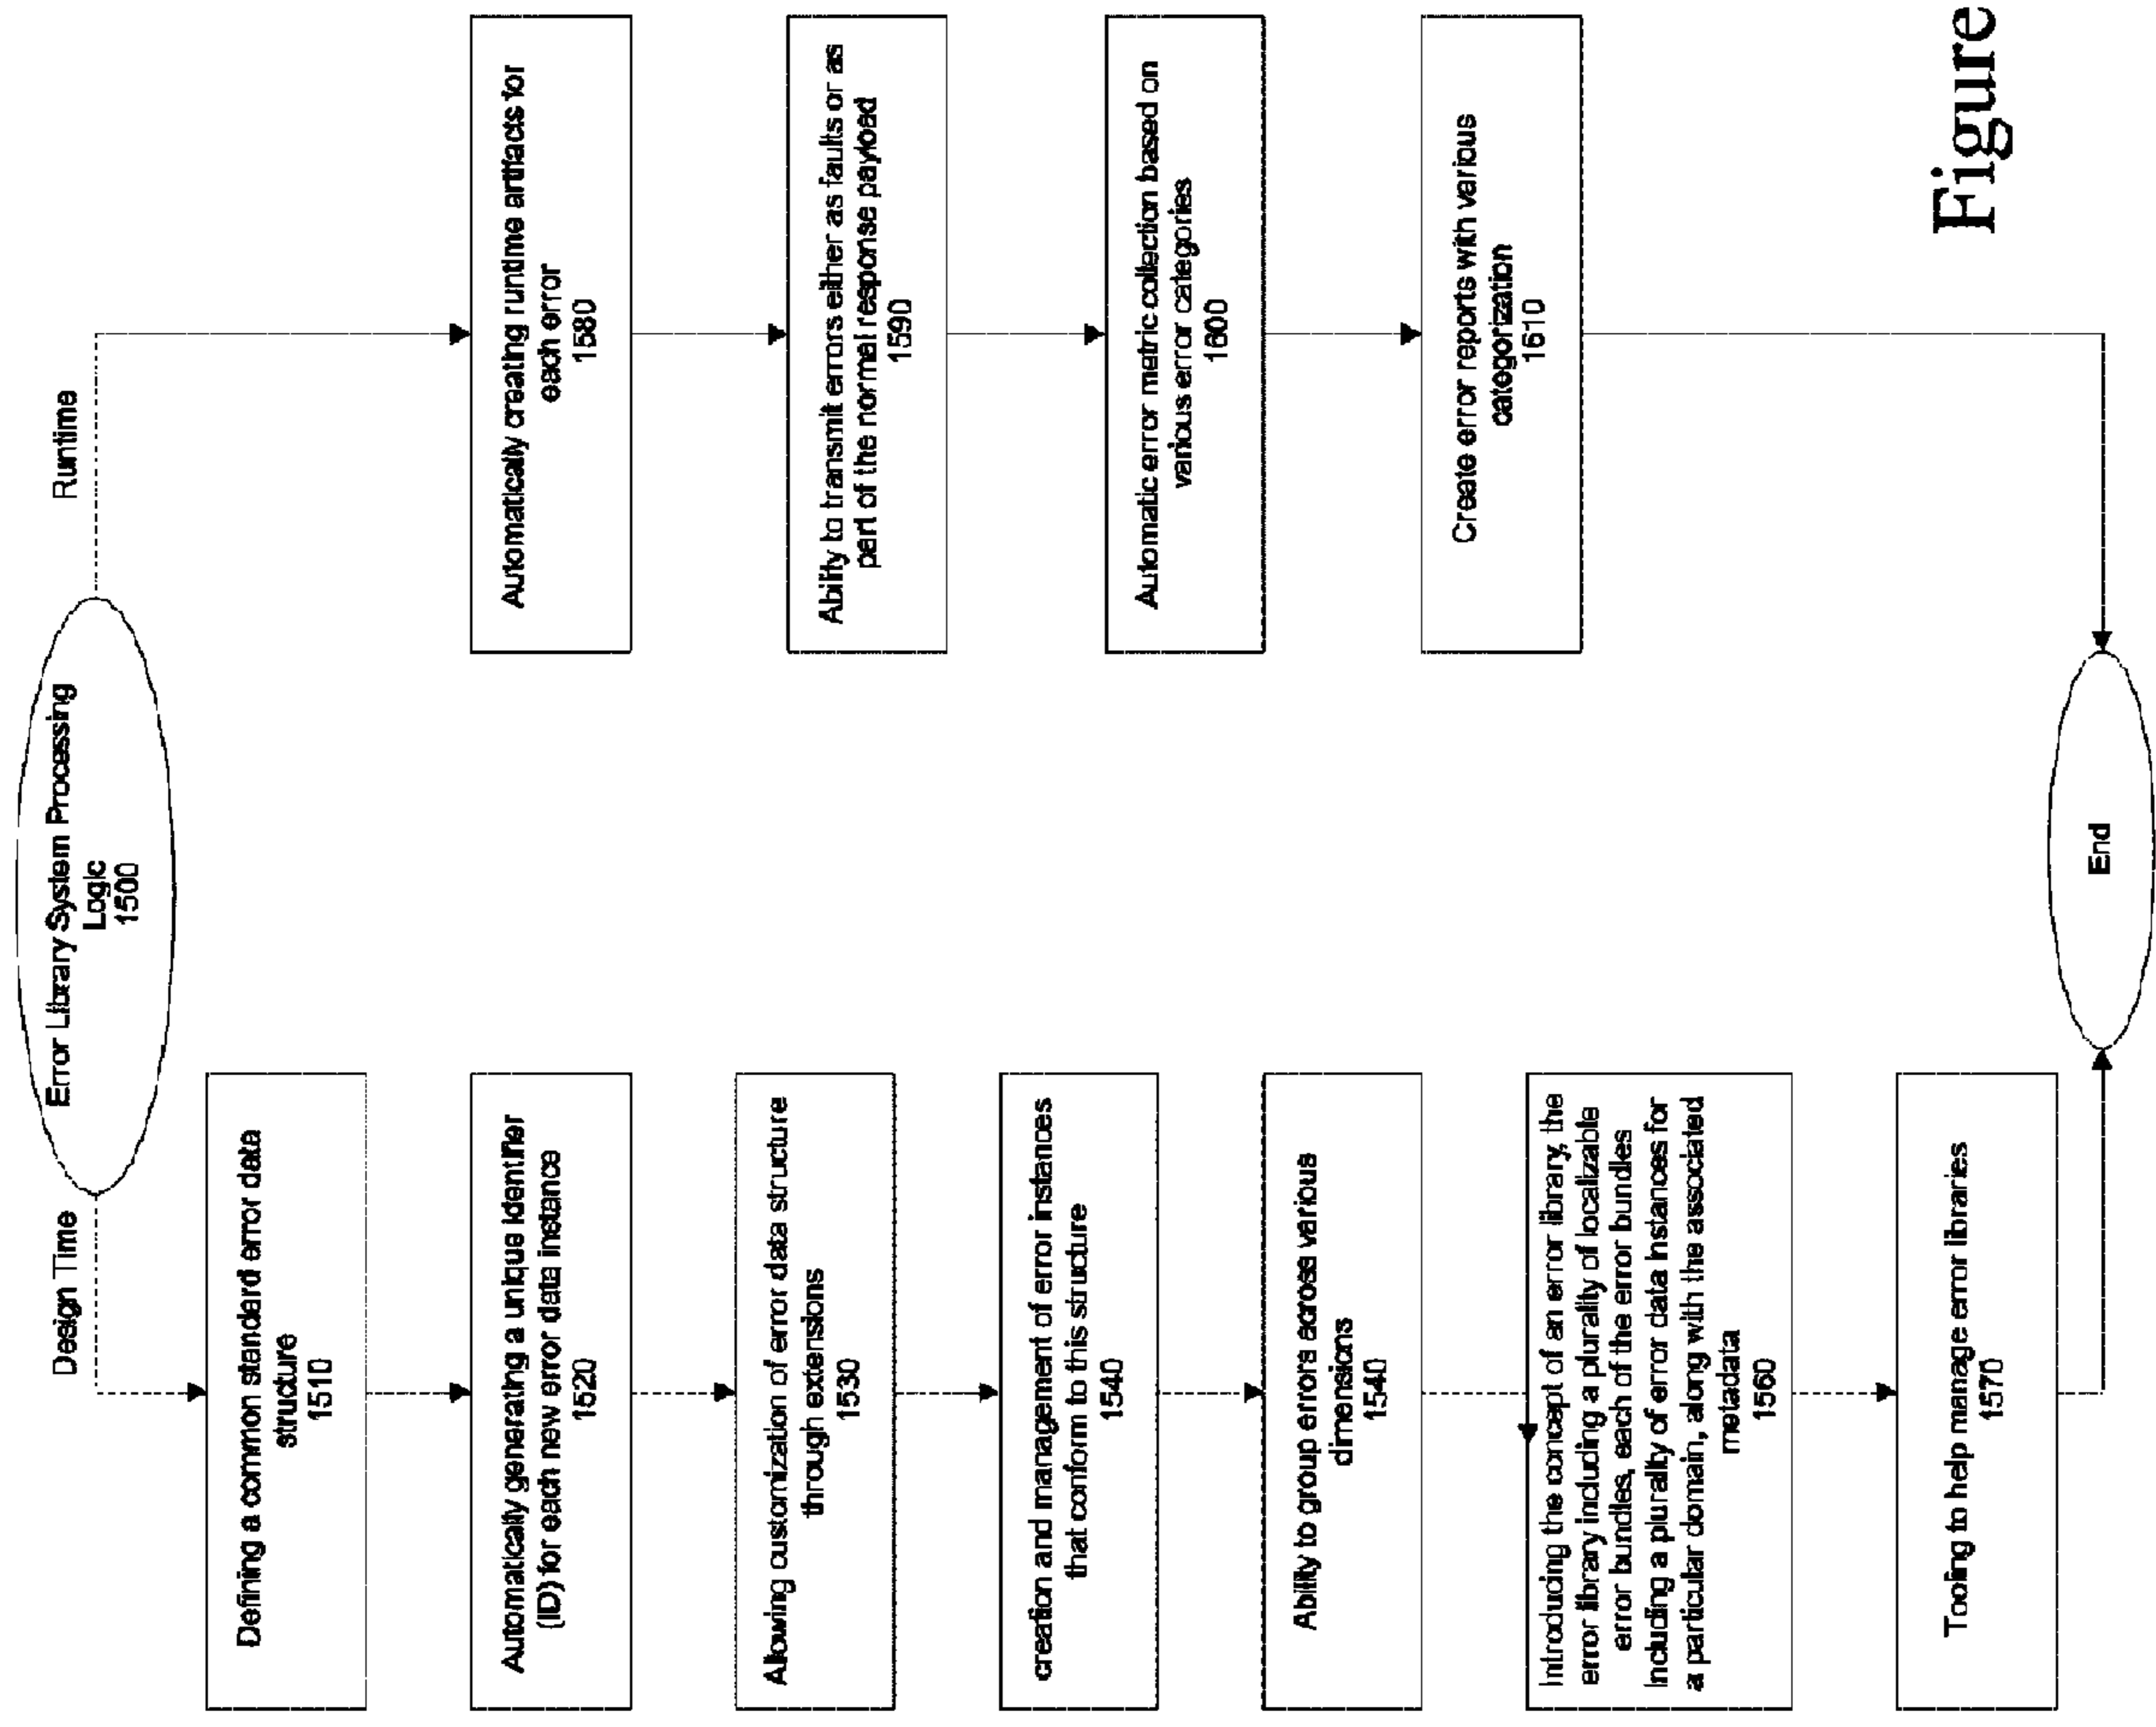 Error Library System Processing
Logic
1500
Design Time
Runtime
Defining a common standard error data
structure
1510
Automatically generating a unique identifier
(ID) for each new error data instance
1520
Allowing customization of error data structure
through extensions
1530
creation and management of error instances
that conform to this structure
1540
Ability to group errors across various
dimensions
1540
Introducing the concept of an error library, the
error library including a plurality of localizable
error bundles, each of the error bundles
including a plurality of error data instances for
a particular domain, along with the associated
metadata
1560
Tooling to help manage error libraries
1570
Automatically creating runtime artifacts for
each error
1580
Ability to transmit errors either as faults or as
part of the normal response payload
1590
Automatic error metric collection based on
various error categories
1600
Create error reports with various
categorization
1610
End
Figure